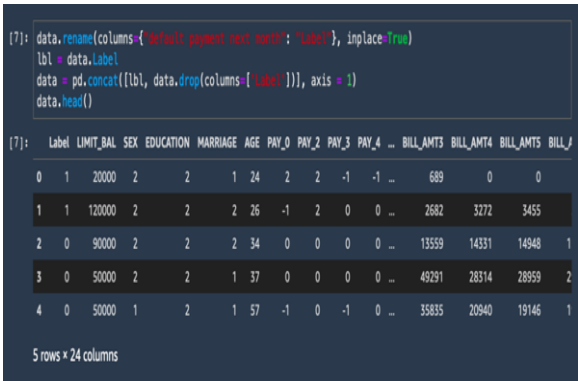 [7]: data.rename(columns={"default payment next month": "Label"}, inplace=True)
lbl = data.Label
data = pd.concat([lbl, data.drop(columns=['Label'])], axis = 1)
data.head()
[7]: Label LIMIT_BAL SEX EDUCATION MARRIAGE AGE PAY_0 PAY_2 PAY_3 PAY_4 ... BILL_AMT3 BILL_AMT4 BILL_AMT5
0 1 20000 2 2 1 24 2 2 -1 -1 ... 689 0 0
1 1 120000 2 2 2 26 -1 2 0 0 ... 2682 3272 3455
2 0 90000 2 2 2 34 0 0 0 0 ... 13559 14331 14948 1
3 0 50000 2 2 1 37 0 0 0 0 ... 49291 28314 28959 2
4 0 50000 1 2 1 57 -1 0 -1 0 ... 35835 20940 19146 1
5 rows × 24 columns